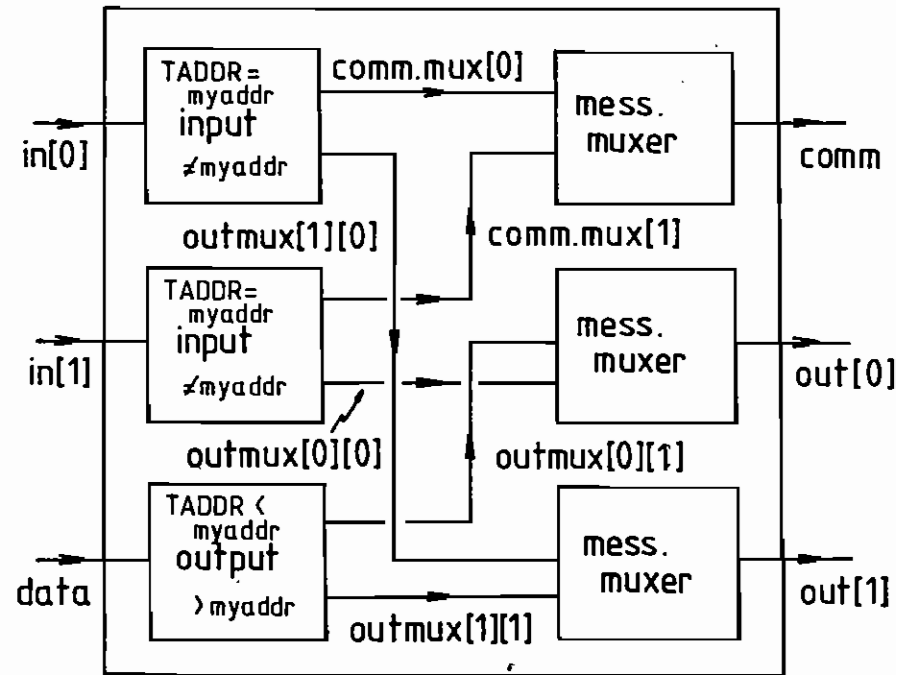 TADDR=
myaddr
input
≠myaddr
in[0]
comm.mux[0]
mess.
muxer
comm
outmux[1][0]
comm.mux[1]
TADDR=
myaddr
input
≠myaddr
in[1]
mess.
muxer
out[0]
outmux[0][0]
outmux[0][1]
TADDR <
myaddr
output
>myaddr
data
mess.
muxer
out[1]
outmux[1][1]